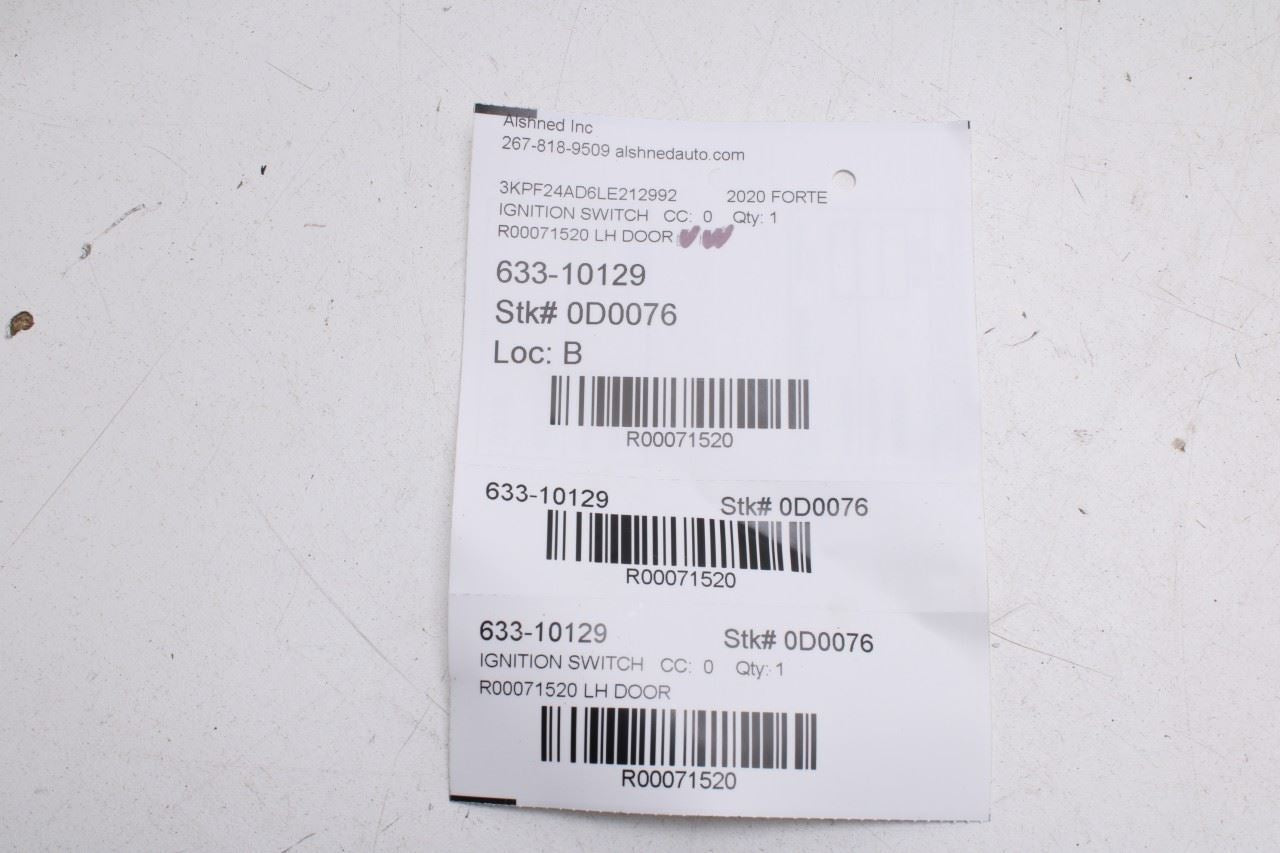 Alshned Inc
267-818-9509 alshnedauto.com
3KPF24AD6LE212992 2020 FORTE
IGNITION SWITCH CC: 0 Qty: 1
R00071520 LH DOOR
633-10129
Stk# 0D0076
Loc: B
R00071520
633-10129 Stk# 0D0076
R00071520
633-10129 Stk# 0D0076
IGNITION SWITCH CC: 0 Qty: 1
R00071520 LH DOOR
R00071520